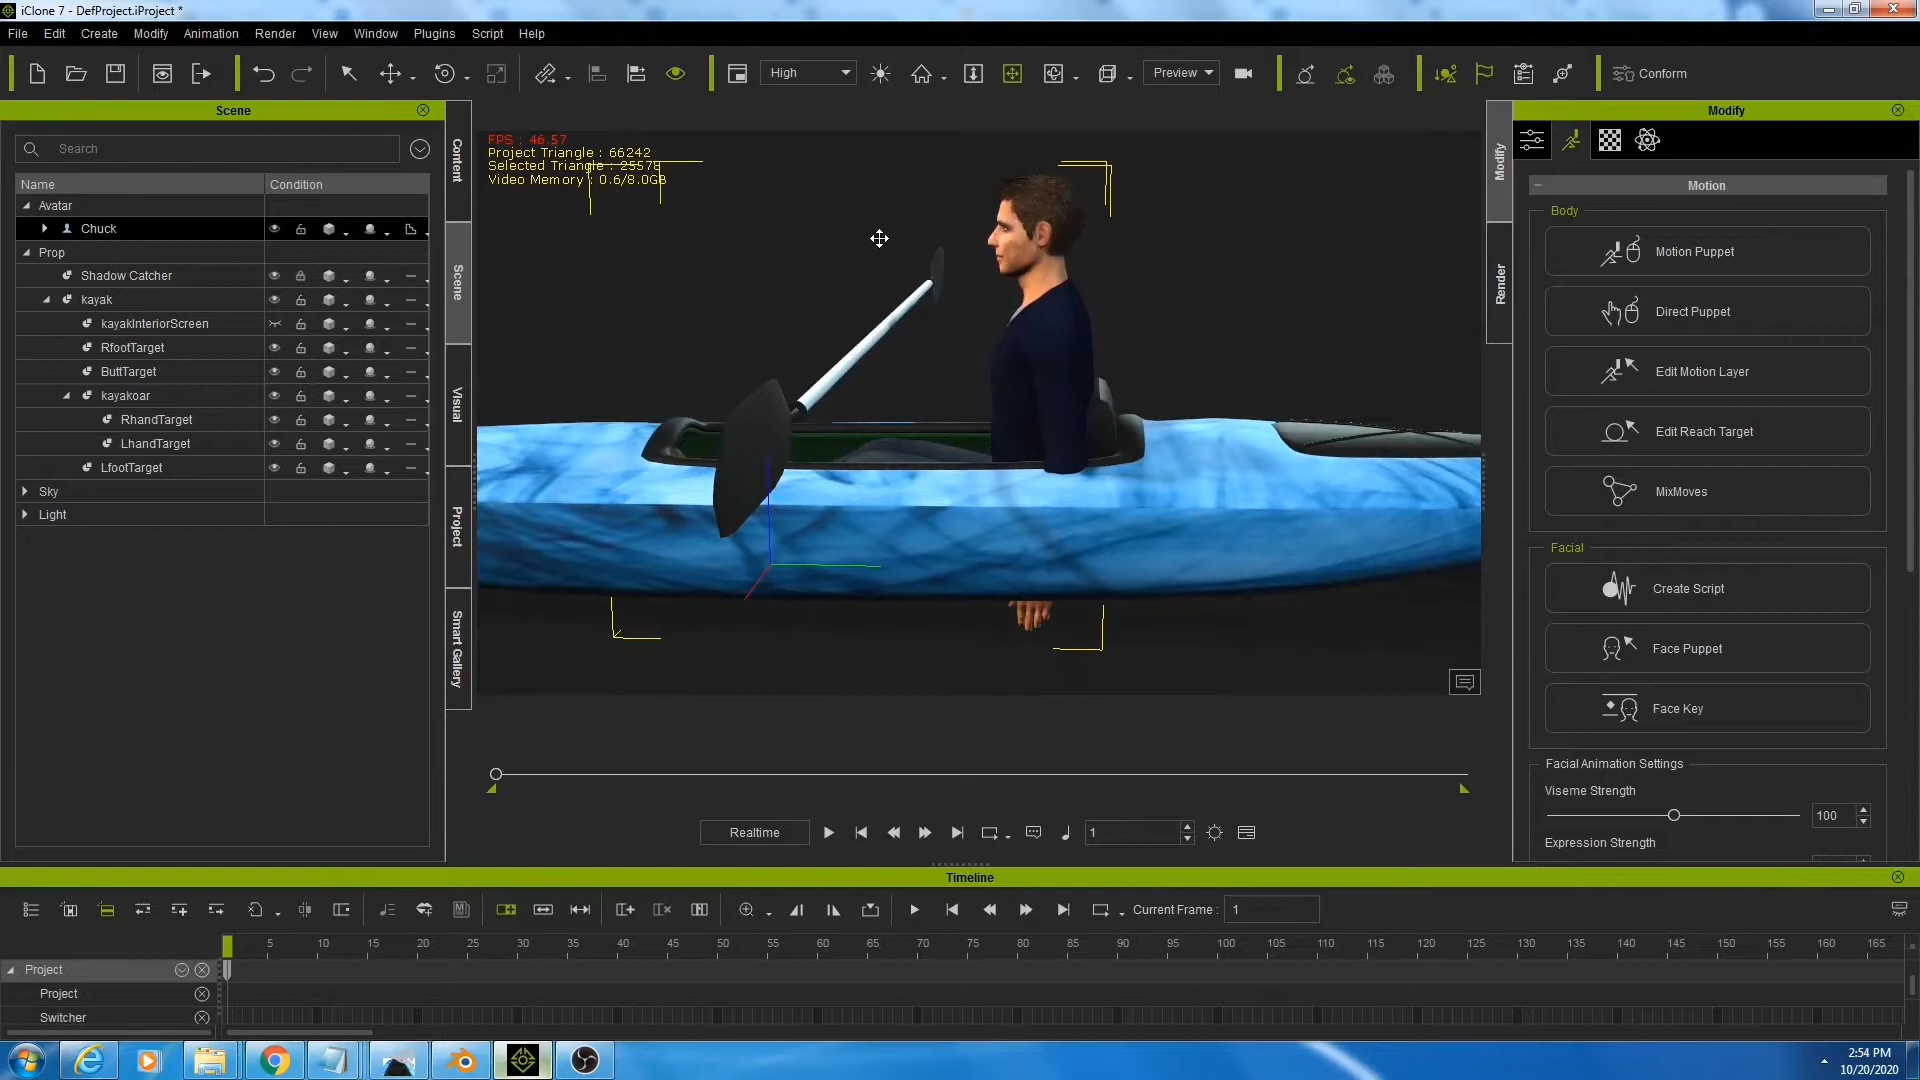 iClone 7 - DefProject.iProject *
File Edit Create Modify Animation Render View Window Plugins Script Help
High Preview Conform
Scene
Search
Name Condition
Avatar
Chuck
Prop
Shadow Catcher
kayak
kayakInteriorScreen
RfootTarget
ButtTarget
kayakoar
RhandTarget
LhandTarget
LfootTarget
Sky
Light
Content
Scene
Visual
Project
Smart Gallery
FPS : 46.57
Project Triangle : 66242
Selected Triangle : 25578
Video Memory : 0.6/8.0GB
Realtime 1
Modify
Render
Modify
Motion
Body
Motion Puppet
Direct Puppet
Edit Motion Layer
Edit Reach Target
MixMoves
Facial
Create Script
Face Puppet
Face Key
Facial Animation Settings
Viseme Strength
100
Expression Strength
Timeline
Current Frame : 1
5 10 15 20 25 30 35 40 45 50 55 60 65 70 75 80 85 90 95 100 105 110 115 120 125 130 135 140 145 150 155 160 165
Project
Project
Switcher
2:54 PM
10/20/2020